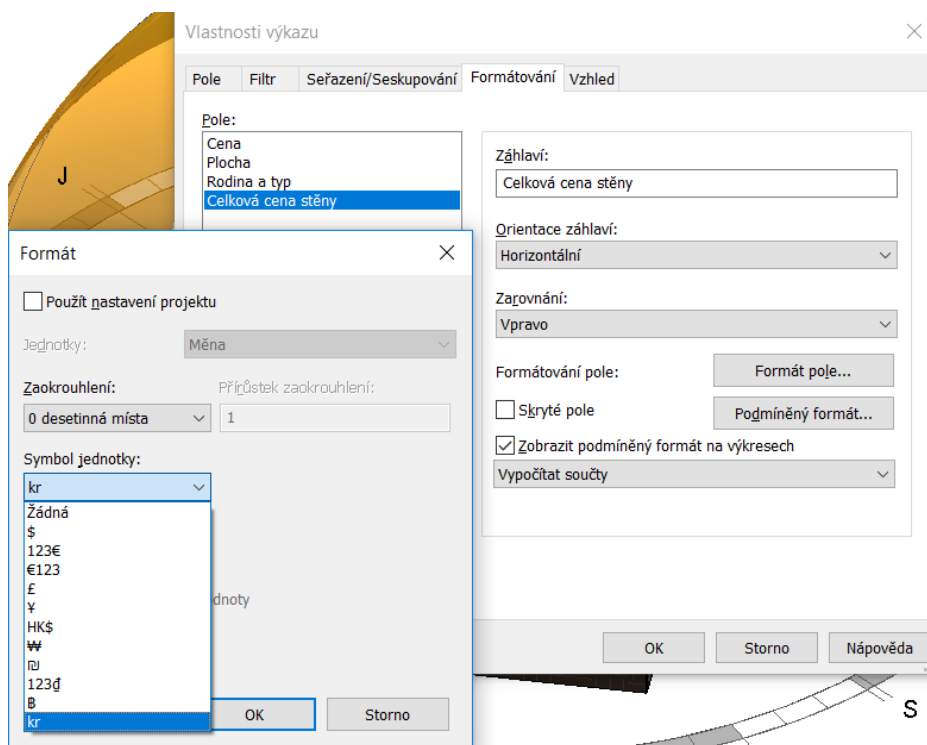 Vlastnosti výkazu
Pole Filtr Seřazení/Seskupování Formátování Vzhled
Pole:
Cena
Plocha
Rodina a typ
Celková cena stěny
Záhlaví:
Celková cena stěny
Orientace záhlaví:
Horizontální
Zarovnání:
Vpravo
Formátování pole: Formát pole...
Skryté pole Podmíněný formát...
Zobrazit podmíněný formát na výkresech
Vypočítat součty
OK Storno Nápověda
J
Formát
Použít nastavení projektu
Jednotky: Měna
Zaokrouhlení: Přírůstek zaokrouhlení:
0 desetinná místa 1
Symbol jednotky:
kr
Žádná
$
123€
€123
£
¥
HK$
₩
₪
123₫
฿
kr
OK Storno
S